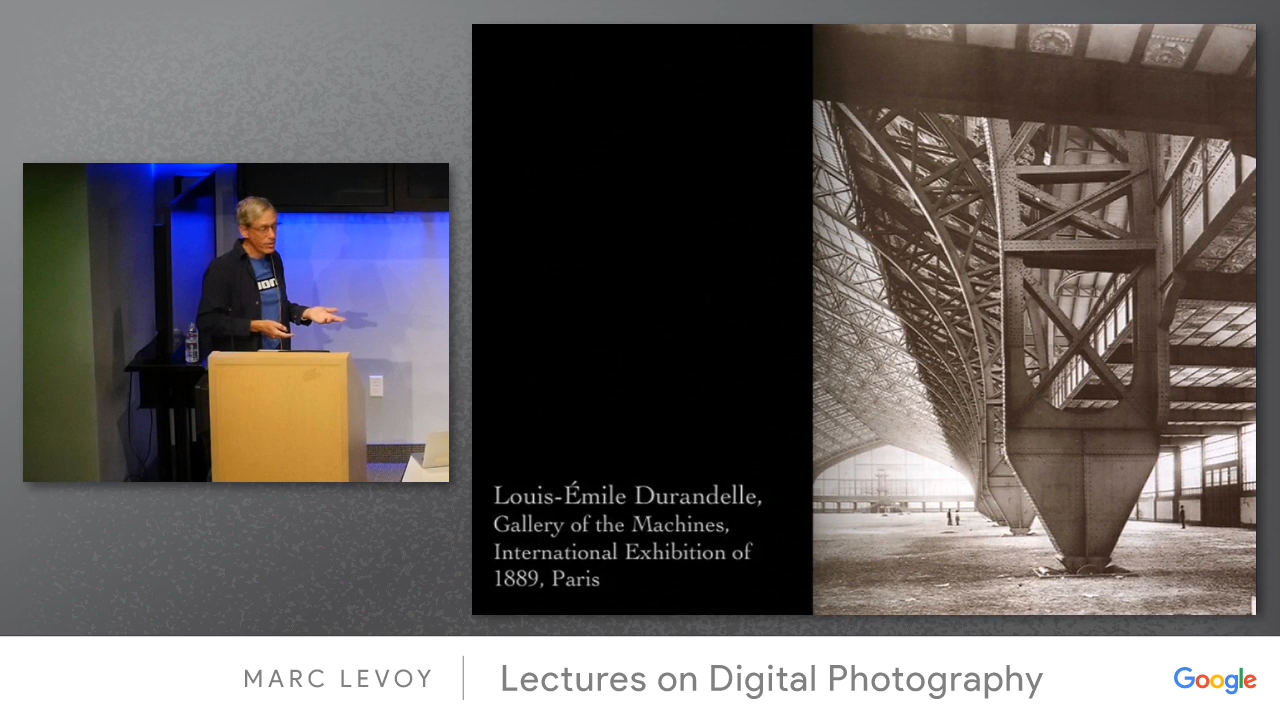 Louis-Émile Durandelle,
Gallery of the Machines,
International Exhibition of
1889, Paris
MARC LEVOY
Lectures on Digital Photography
Google